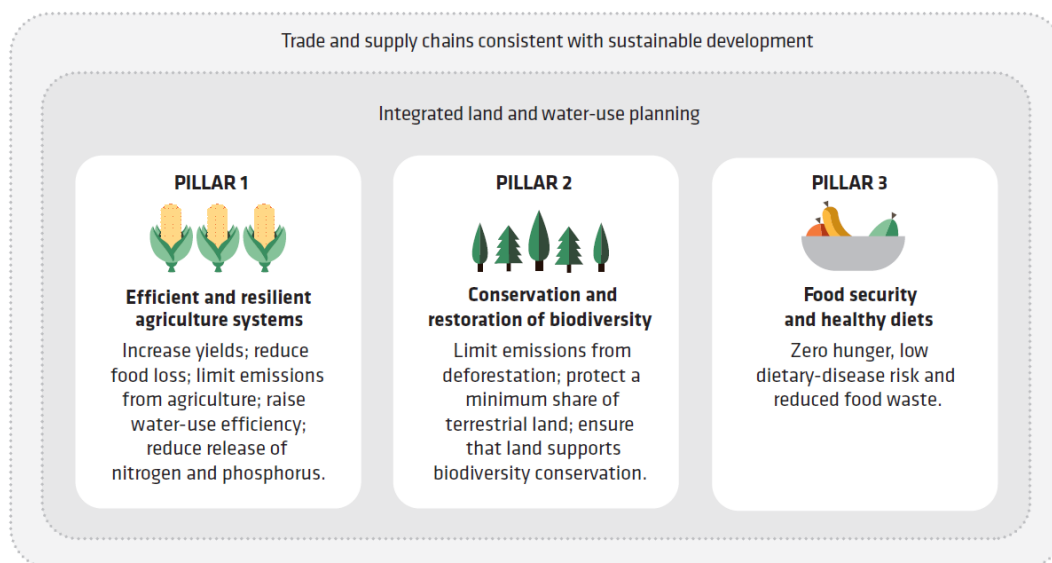 Trade and supply chains consistent with sustainable development
Integrated land and water-use planning
PILLAR 1
Efficient and resilient
agriculture systems
Increase yields; reduce
food loss; limit emissions
from agriculture; raise
water-use efficiency;
reduce release of
nitrogen and phosphorus.
PILLAR 2
Conservation and
restoration of biodiversity
Limit emissions from
deforestation; protect a
minimum share of
terrestrial land; ensure
that land supports
biodiversity conservation.
PILLAR 3
Food security
and healthy diets
Zero hunger, low
dietary-disease risk and
reduced food waste.